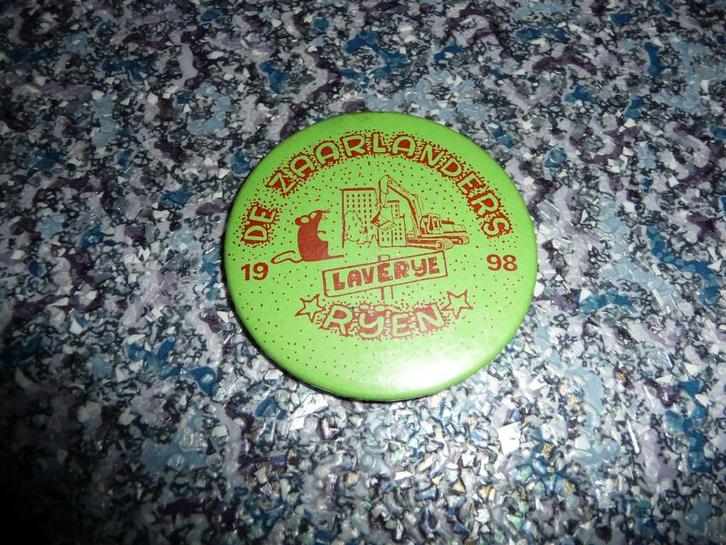 DE ZAARLANDERS
19 98
LAVERYE
RYEN